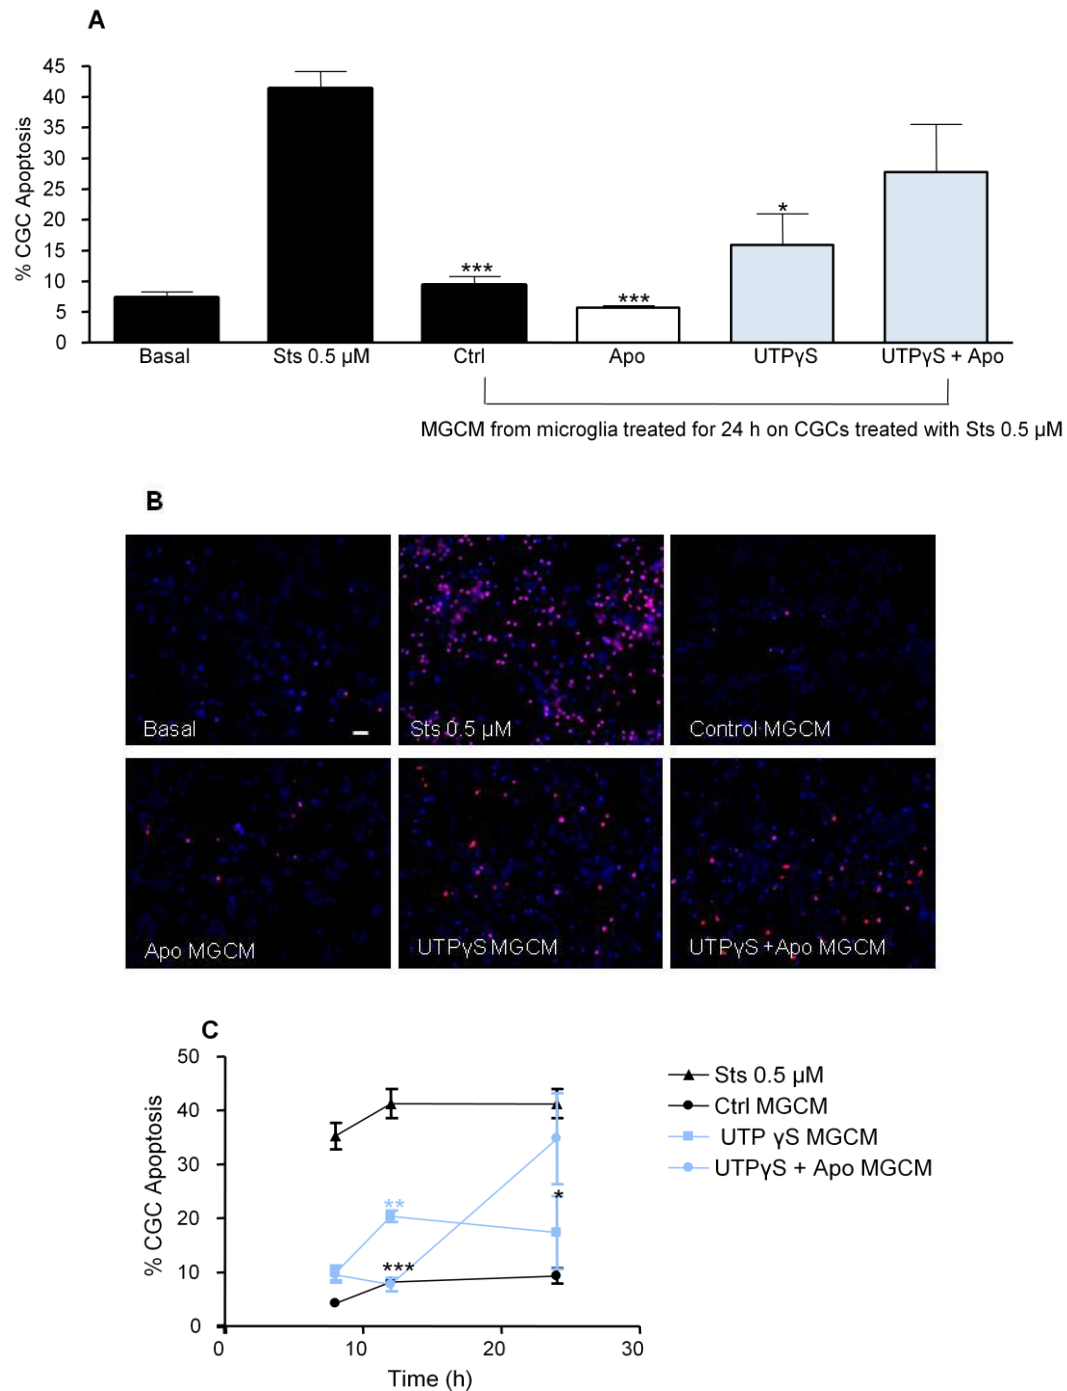 A
45
40
35
30
25
20
15
10
5
0
% CGC Apoptosis
***
***
*
Basal Sts 0.5 µM Ctrl Apo UTPγS UTPγS + Apo
MGCM from microglia treated for 24 h on CGCs treated with Sts 0.5 µM
B
Basal Sts 0.5 µM Control MGCM
Apo MGCM UTPγS MGCM UTPγS +Apo MGCM
C
50
40
30
20
10
0
% CGC Apoptosis
**
***
*
0 10 20 30
Time (h)
Sts 0.5 µM
Ctrl MGCM
UTP γS MGCM
UTPγS + Apo MGCM